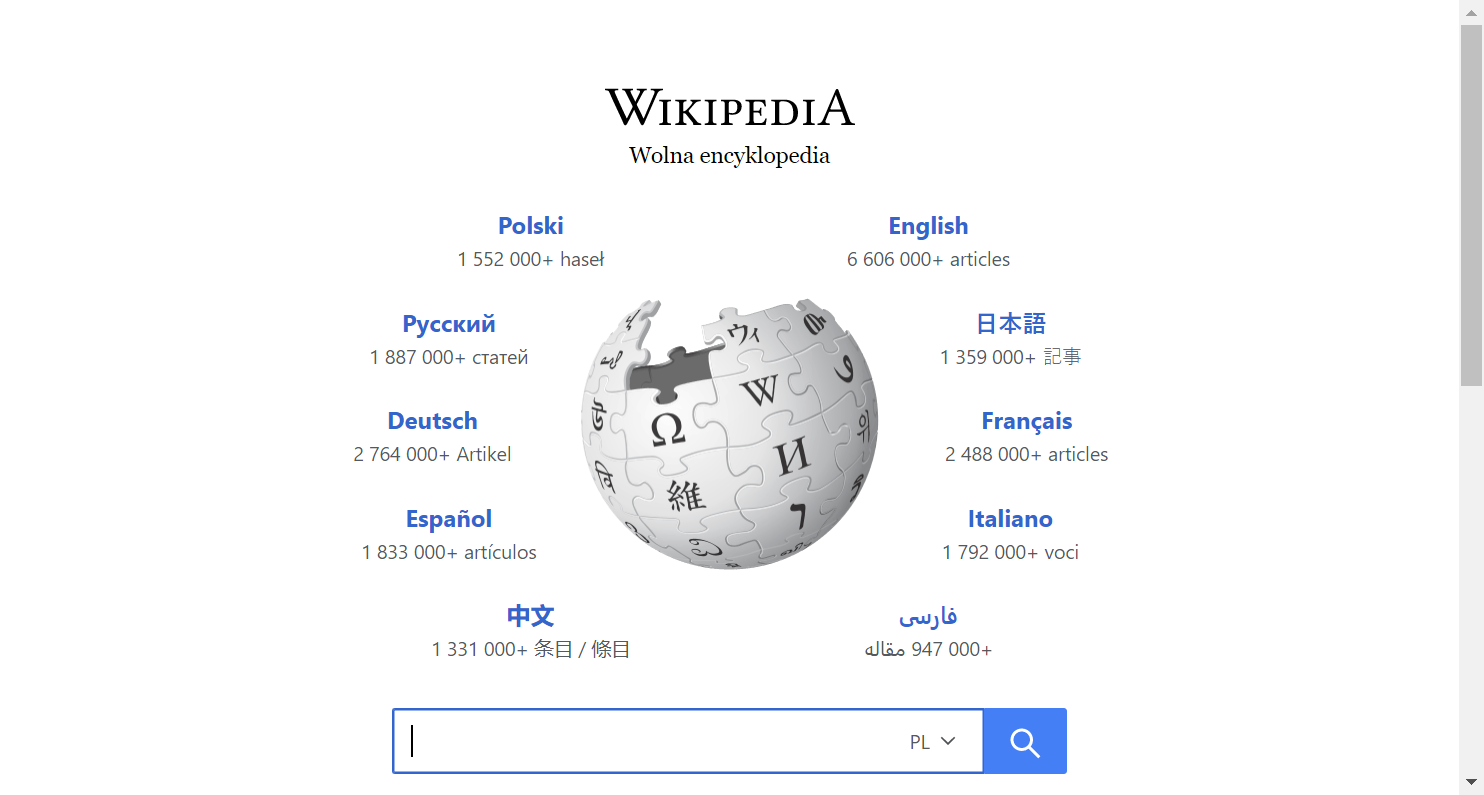 WIKIPEDIA
Wolna encyklopedia
Polski
1 552 000+ haseł
English
6 606 000+ articles
Русский
1 887 000+ статей
日本語
1 359 000+ 記事
Deutsch
2 764 000+ Artikel
Français
2 488 000+ articles
Español
1 833 000+ artículos
Italiano
1 792 000+ voci
中文
1 331 000+ 条目 / 條目
فارسی
947 000+ مقاله
ウィ
W
Ω
И
維
PL